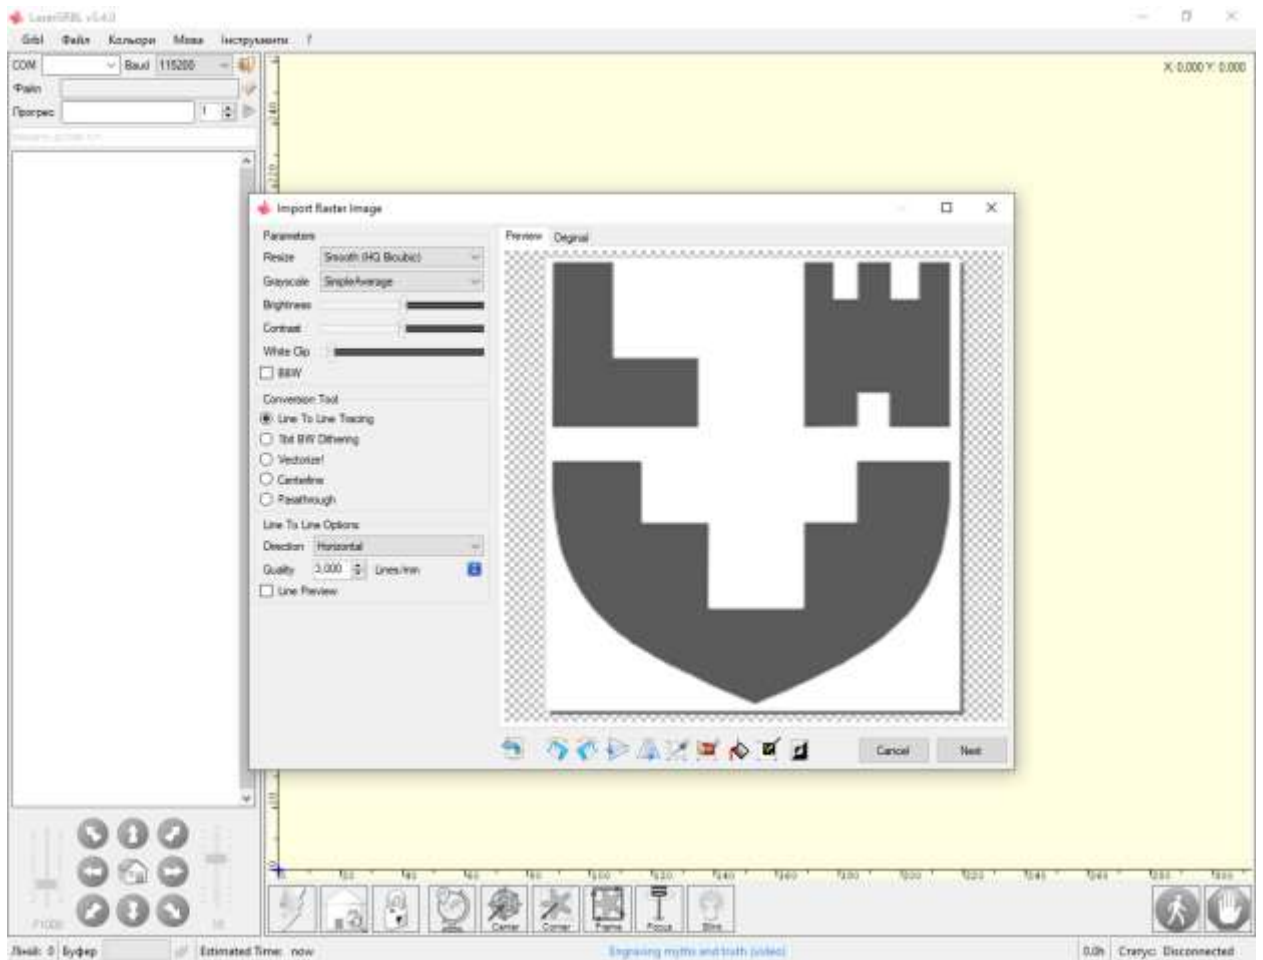 LaserGRBL v5.4.0
Grbl Файл Кольори Мова Інструменти ?
COM Baud 115200
Файл
Прогрес 1
X: 0.000 Y: 0.000
Import Raster Image
Parameters
Resize Smooth (HQ Bicubic)
Grayscale SimpleAverage
Brightness
Contrast
White Clip
B&W
Conversion Tool
Line To Line Tracing
1bit BW Dithering
Vectorize!
Centerline
Passthrough
Line To Line Options
Direction Horizontal
Quality 3,000 Lines/mm
Line Preview
Preview Original
Cancel Next
Center Corner Frame Focus Blink
Ліній: 0 Буфер Estimated Time: now Engraving myths and truth (video) 0.0h Статус: Disconnected